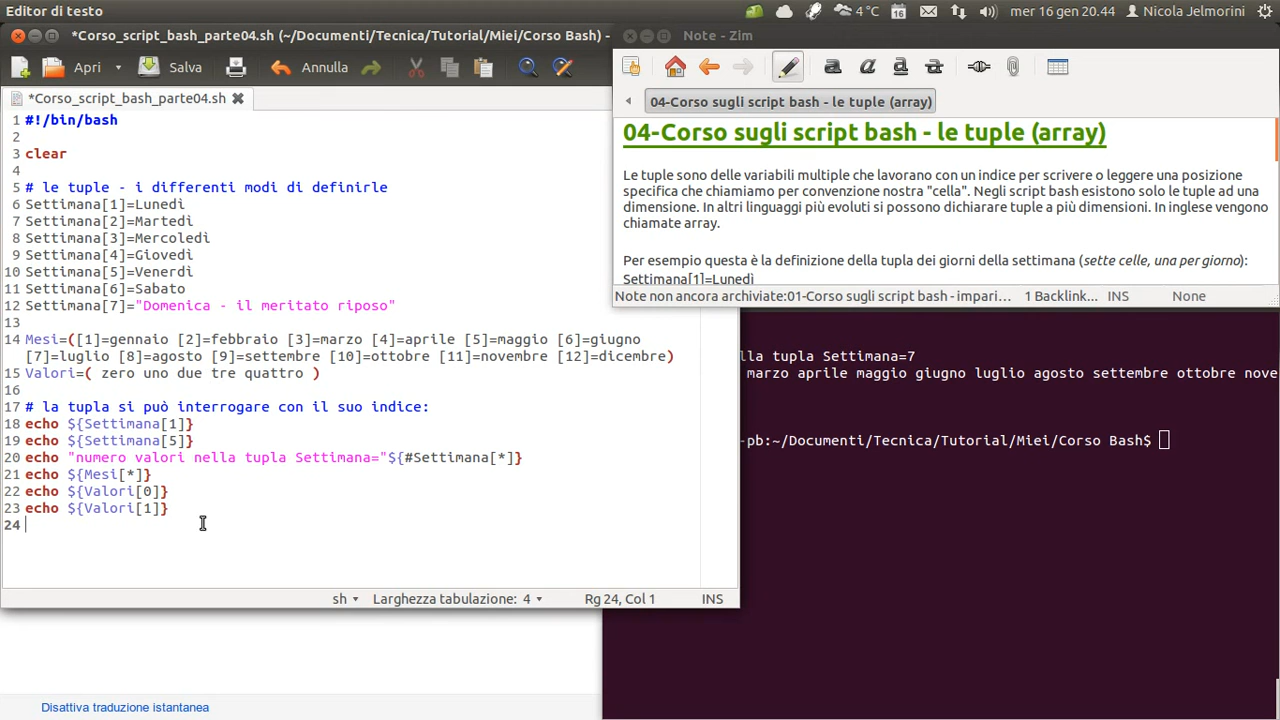 Editor di testo
4 °C
16
mer 16 gen 20.44
Nicola Jelmorini
*Corso_script_bash_parte04.sh (~/Documenti/Tecnica/Tutorial/Miei/Corso Bash) -
Apri
Salva
Annulla
*Corso_script_bash_parte04.sh
1 #!/bin/bash
2
3 clear
4
5 # le tuple - i differenti modi di definirle
6 Settimana[1]=Lunedì
7 Settimana[2]=Martedì
8 Settimana[3]=Mercoledì
9 Settimana[4]=Giovedì
10 Settimana[5]=Venerdì
11 Settimana[6]=Sabato
12 Settimana[7]="Domenica - il meritato riposo"
13
14 Mesi=([1]=gennaio [2]=febbraio [3]=marzo [4]=aprile [5]=maggio [6]=giugno
[7]=luglio [8]=agosto [9]=settembre [10]=ottobre [11]=novembre [12]=dicembre)
15 Valori=( zero uno due tre quattro )
16
17 # la tupla si può interrogare con il suo indice:
18 echo ${Settimana[1]}
19 echo ${Settimana[5]}
20 echo "numero valori nella tupla Settimana="${#Settimana[*]}
21 echo ${Mesi[*]}
22 echo ${Valori[0]}
23 echo ${Valori[1]}
24
sh
Larghezza tabulazione: 4
Rg 24, Col 1
INS
Note - Zim
04-Corso sugli script bash - le tuple (array)
04-Corso sugli script bash - le tuple (array)
Le tuple sono delle variabili multiple che lavorano con un indice per scrivere o leggere una posizione
specifica che chiamiamo per convenzione nostra "cella". Negli script bash esistono solo le tuple ad una
dimensione. In altri linguaggi più evoluti si possono dichiarare tuple a più dimensioni. In inglese vengono
chiamate array.
Per esempio questa è la definizione della tupla dei giorni della settimana (sette celle, una per giorno):
Settimana[1]=Lunedì
Note non ancora archiviate:01-Corso sugli script bash - impari...
1 Backlink...
INS
None
lla tupla Settimana=7
marzo aprile maggio giugno luglio agosto settembre ottobre nove
-pb:~/Documenti/Tecnica/Tutorial/Miei/Corso Bash$
Disattiva traduzione istantanea